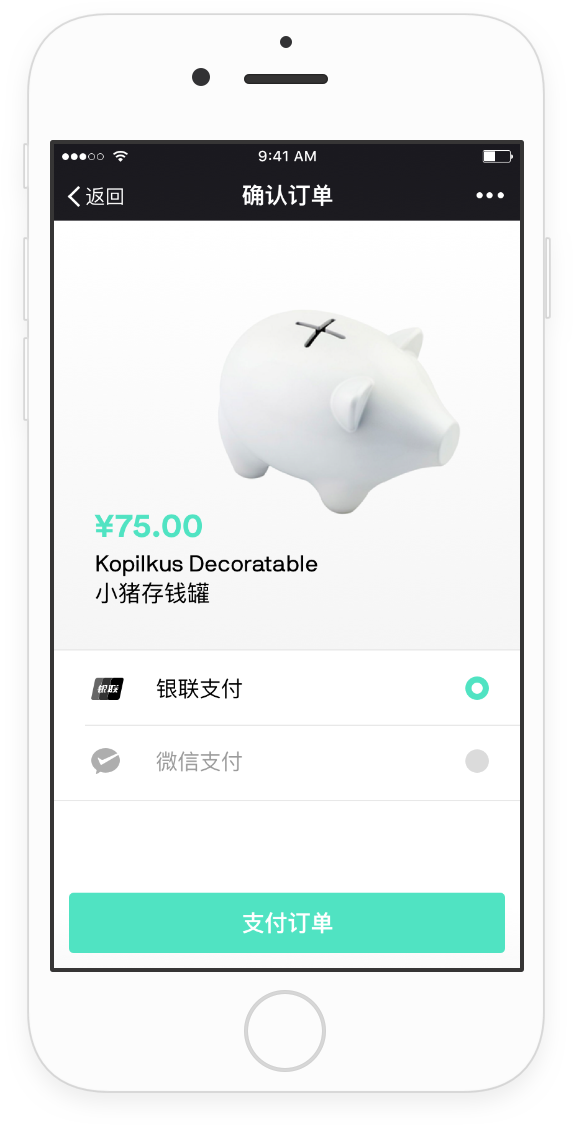 9:41 AM
返回
确认订单
¥75.00
Kopilkus Decoratable
小猪存钱罐
银联
银联支付
微信支付
支付订单